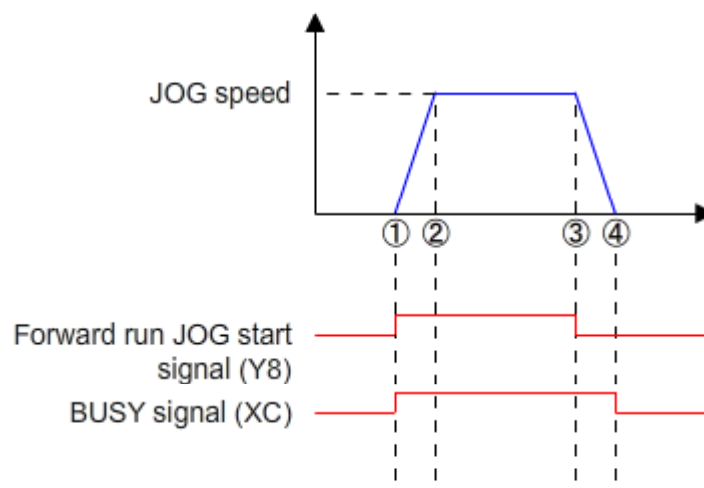 JOG speed
① ② ③ ④
Forward run JOG start
signal (Y8)
BUSY signal (XC)